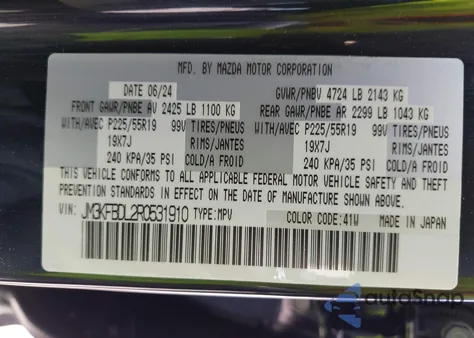 MFD. BY MAZDA MOTOR CORPORATION
DATE 06/24 GVWR/PNBV 4724 LB 2143 KG
FRONT GAWR/PNBE AV 2425 LB 1100 KG REAR GAWR/PNBE AR 2299 LB 1043 KG
WITH/AVEC P225/55R19 99V TIRES/PNEUS WITH/AVEC P225/55R19 99V TIRES/PNEUS
19X7J RIMS/JANTES 19X7J RIMS/JANTES
240 KPA/35 PSI COLD/A FROID 240 KPA/35 PSI COLD/A FROID
THIS VEHICLE CONFORMS TO ALL APPLICABLE FEDERAL MOTOR VEHICLE SAFETY AND THEFT
PREVENTION STANDARDS IN EFFECT ON THE DATE OF MANUFACTURE SHOWN ABOVE.
VIN: JM3KFBDL2R0531910 TYPE:MPV COLOR CODE:41W MADE IN JAPAN
autoSnap